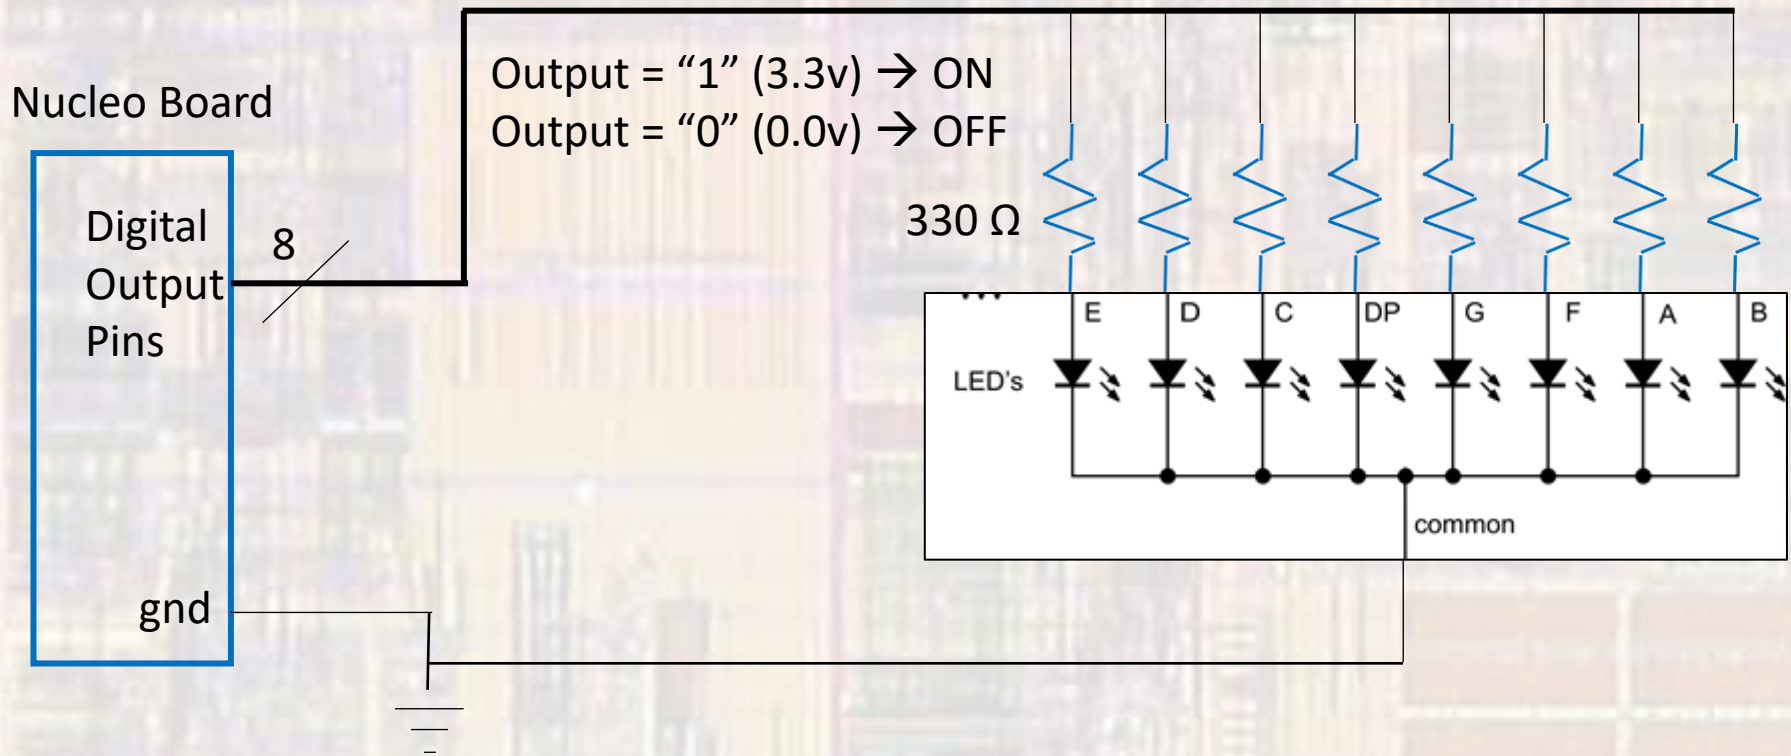 Output = “1” (3.3v) → ON
Output = “0” (0.0v) → OFF
Nucleo Board
Digital
Output
Pins
8
330 Ω
E D C DP G F A B
LED's
common
gnd